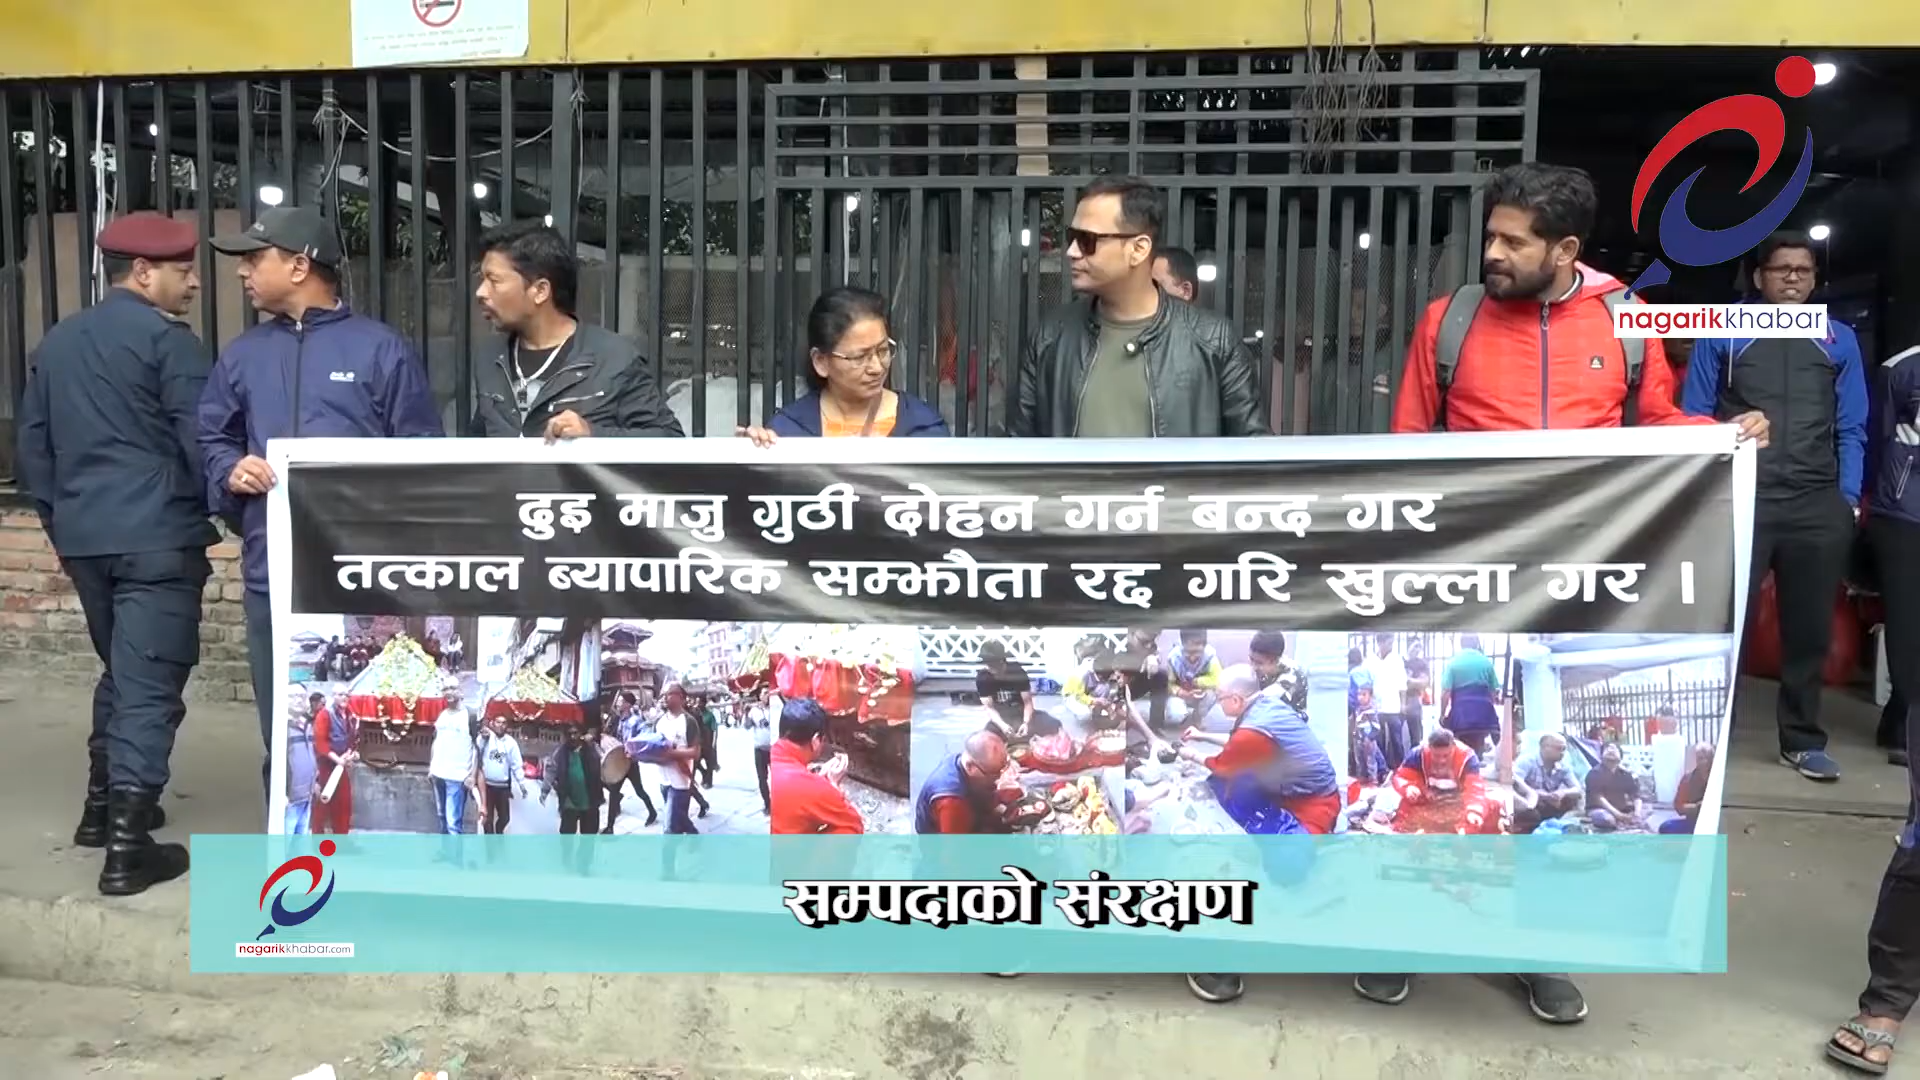 nagarikkhabar
दुइ माजु गुठी दोहन गर्न बन्द गर
तत्काल ब्यापारिक सम्झौता रद्द गरि खुल्ला गर ।
सम्पदाको संरक्षण
nagarikkhabar.com